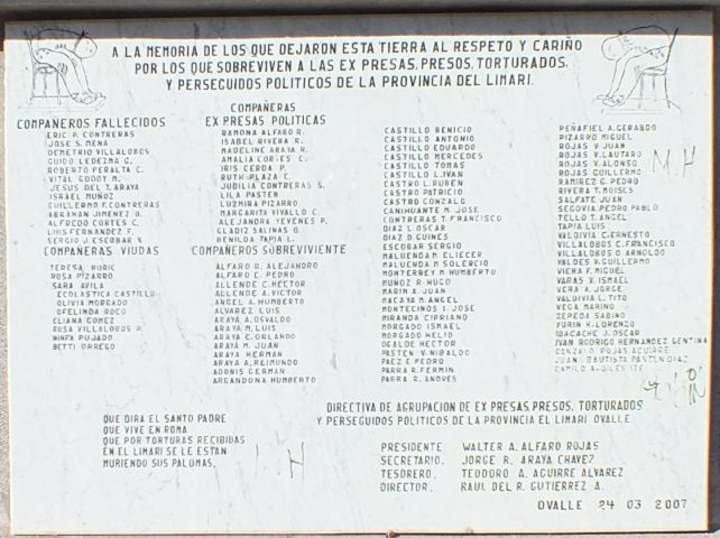 A LA MEMORIA DE LOS QUE DEJARON ESTA TIERRA AL RESPETO Y CARIÑO
POR LOS QUE SOBREVIVEN A LAS EX PRESAS, PRESOS, TORTURADOS,
Y PERSEGUIDOS POLITICOS DE LA PROVINCIA DEL LIMARI.
COMPAÑEROS FALLECIDOS
ERIC P. CONTRERAS
JOSE S. MENA
DEMETRIO VILLALOBOS
GUIDO LEDEZMA G.
ROBERTO PERALTA C.
VITAL GODOY M.
JESUS DEL T. ARAYA
ISRAEL MUÑOZ
GUILLERMO F. CONTRERAS
ABRAHAN JIMENEZ O.
ALFREDO CORTES C.
LUIS FERNANDEZ F.
SERGIO J. ESCOBAR V.
COMPAÑERAS VIUDAS
TERESA
ROSA PIZARRO
SARA AVILA
ECOLASTICA CASTILLO
OLIVIA MORGADO
OFELINDA ROCO
ELIANA GOMEZ
ROSA VILLALOBOS R.
NINFA PUJADO
BETTI ORREGO
COMPAÑERAS
EX PRESAS POLITICAS
RAMONA ALFARO R.
ISABEL RIVERA R.
MADELINE ARAYA R.
AMALIA CORTES C.
IRIS CERDA P.
RUTH PLAZA C.
JUDILIA CONTRERAS S.
LILA PASTEN
LUZMIRA PIZARRO
MARGARITA VIVALLO C.
ALEJANDRA YEVENES P.
GLADIZ SALINAS O.
BENILDA TAPIA L.
COMPAÑEROS SOBREVIVIENTE
ALFARO R. ALEJANDRO
ALFARO C. PEDRO
ALLENDE C. HECTOR
ALLENDE A. VICTOR
ANGEL A. HUMBERTO
ALVAREZ LUIS
ARAYA A. OSVALDO
ARAYA M. LUIS
ARAYA C. ORLANDO
ARAYA M. JUAN
ARAYA HERMAN
ARAYA A. REIMUNDO
ADONIS GERMAN
ARGANDONA HUMBERTO
CASTILLO BENICIO
CASTILLO ANTONIO
CASTILLO EDUARDO
CASTILLO MERCEDES
CASTILLO TOMAS
CASTILLO L. IVAN
CASTRO L. RUBEN
CASTRO PATRICIO
CASTRO GONZALO
CANIHUANTE M. JOSE
CONTRERAS T. FRANCISCO
DIAZ L. OSCAR
DIAZ O. GUINES
ESCOBAR SERGIO
MALUENDA M. ELIECER
MALUENDA M. SOLERCIO
MONTERREY M. HUMBERTO
MUÑOZ R. HUGO
MARIN A. JUAN
MACAYA M. ANGEL
MONTECINOS I. JOSE
MIRANDA CIPRIANO
MORGADO ISMAEL
MORGADO HELIO
OGALDE HECTOR
PASTEN V. NIBALDO
PAEZ E. PEDRO
PARRA R. FERMIN
PARRA R. ANDRES
PEÑAFIEL A. GERARDO
PIZARRO MIGUEL
ROJAS V. JUAN
ROJAS V. LAUTARO
ROJAS V. ALONSO
ROJAS GUILLERMO
RAMIREZ G. PEDRO
RIVERA T. MOISES
SALFATE JUAN
SEGOVIA PEDRO PABLO
TELLO T. ANGEL
TAPIA LUIS
VALDIVIA C. ERNESTO
VILLALOBOS C. FRANCISCO
VILLALOBOS O. ARNOLDO
VALDES V. GUILLERMO
VIERA F. MIGUEL
VARAS V. ISMAEL
VERA A. JORGE
VALDIVIA L. TITO
VEGA MARINO
ZEPEDA SABINO
YURIN H. LORENZO
IBACACHE J. OSCAR
IVAN RODRIGO HERNANDEZ GENTINA
GONZALO ROJAS AGUIRRE
JUAN BAUTISTA PASTEN DIAZ
CAMILO
M.H
QUE DIRA EL SANTO PADRE
QUE VIVE EN ROMA
QUE POR TORTURAS RECIBIDAS
EN EL LIMARI SE LE ESTAN
MURIENDO SUS PALOMAS.
DIRECTIVA DE AGRUPACION DE EX PRESAS, PRESOS, TORTURADOS
Y PERSEGUIDOS POLITICOS DE LA PROVINCIA EL LIMARI OVALLE.
PRESIDENTE WALTER A. ALFARO ROJAS
SECRETARIO. JORGE R. ARAYA CHAVEZ
TESORERO, TEODORO A. AGUIRRE ALVAREZ
DIRECTOR, RAUL DEL R. GUTIERREZ A.
OVALLE 24 03 2007